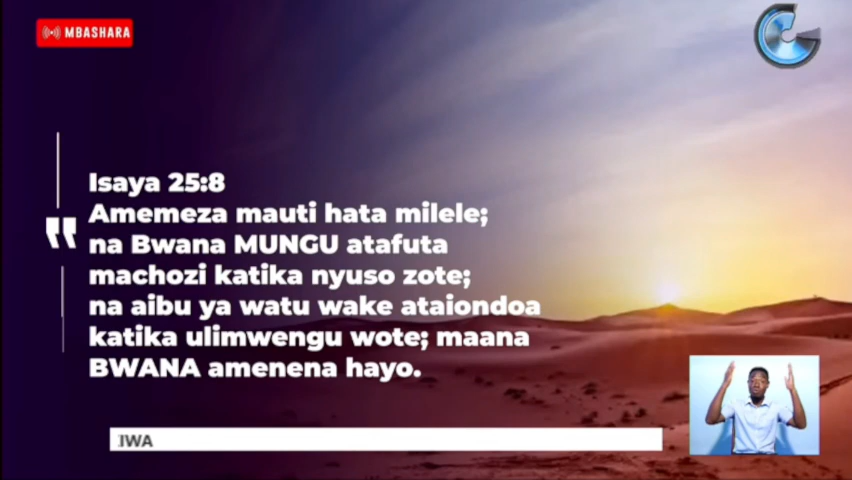 MBASHARA
Isaya 25:8
Amemeza mauti hata milele;
na Bwana MUNGU atafuta
machozi katika nyuso zote;
na aibu ya watu wake ataiondoa
katika ulimwengu wote; maana
BWANA amenena hayo.